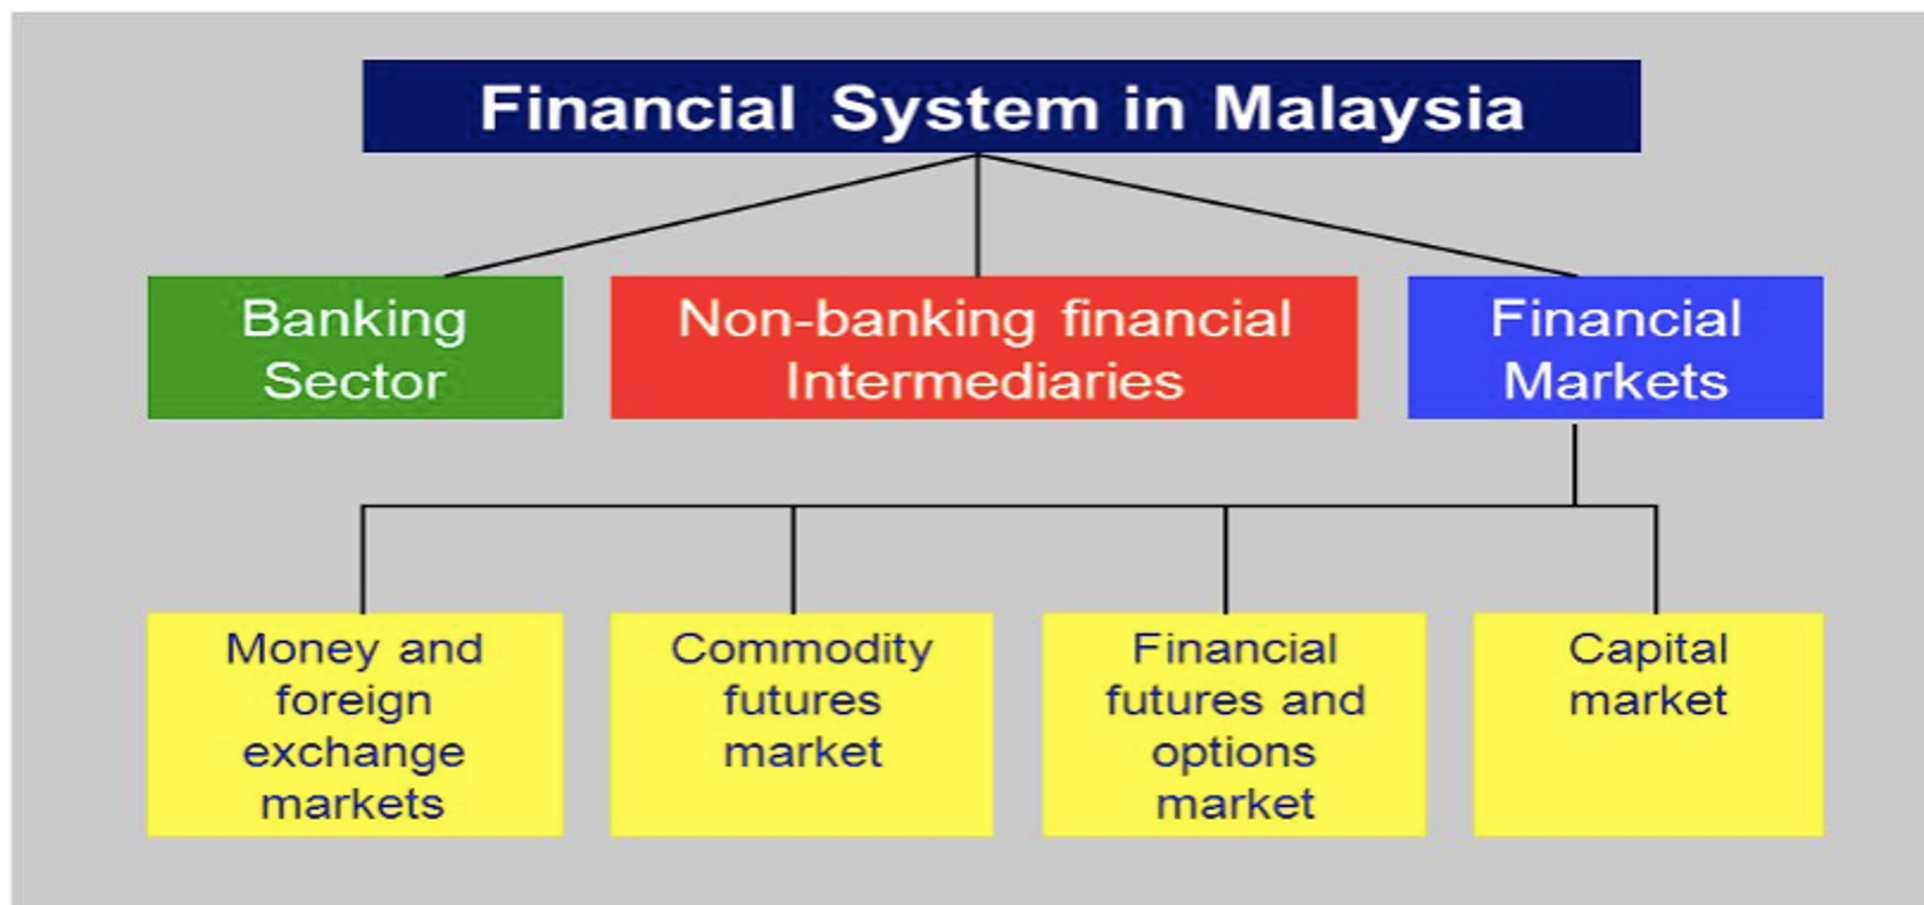 Financial System in Malaysia
Banking
Sector
Non-banking financial
Intermediaries
Financial
Markets
Money and
foreign
exchange
markets
Commodity
futures
market
Financial
futures and
options
market
Capital
market